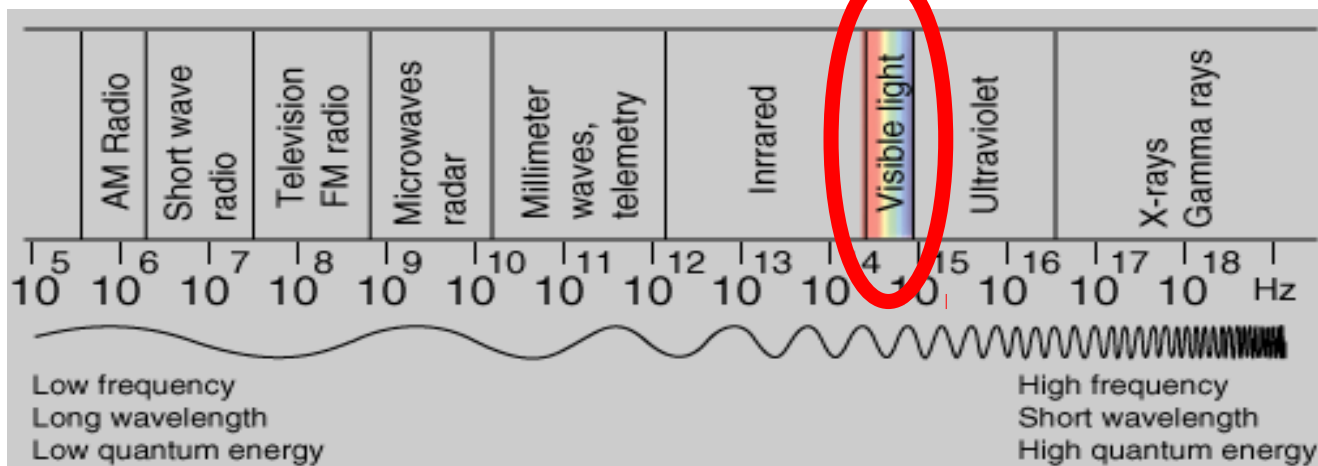 AM Radio
Short wave
radio
Television
FM radio
Microwaves
radar
Millimeter
waves,
telemetry
Inrrared
Visible light
Ultraviolet
X-rays
Gamma rays
10^5 10^6 10^7 10^8 10^9 10^10 10^11 10^12 10^13 10^4 10^15 10^16 10^17 10^18 Hz
Low frequency
Long wavelength
Low quantum energy
High frequency
Short wavelength
High quantum energy